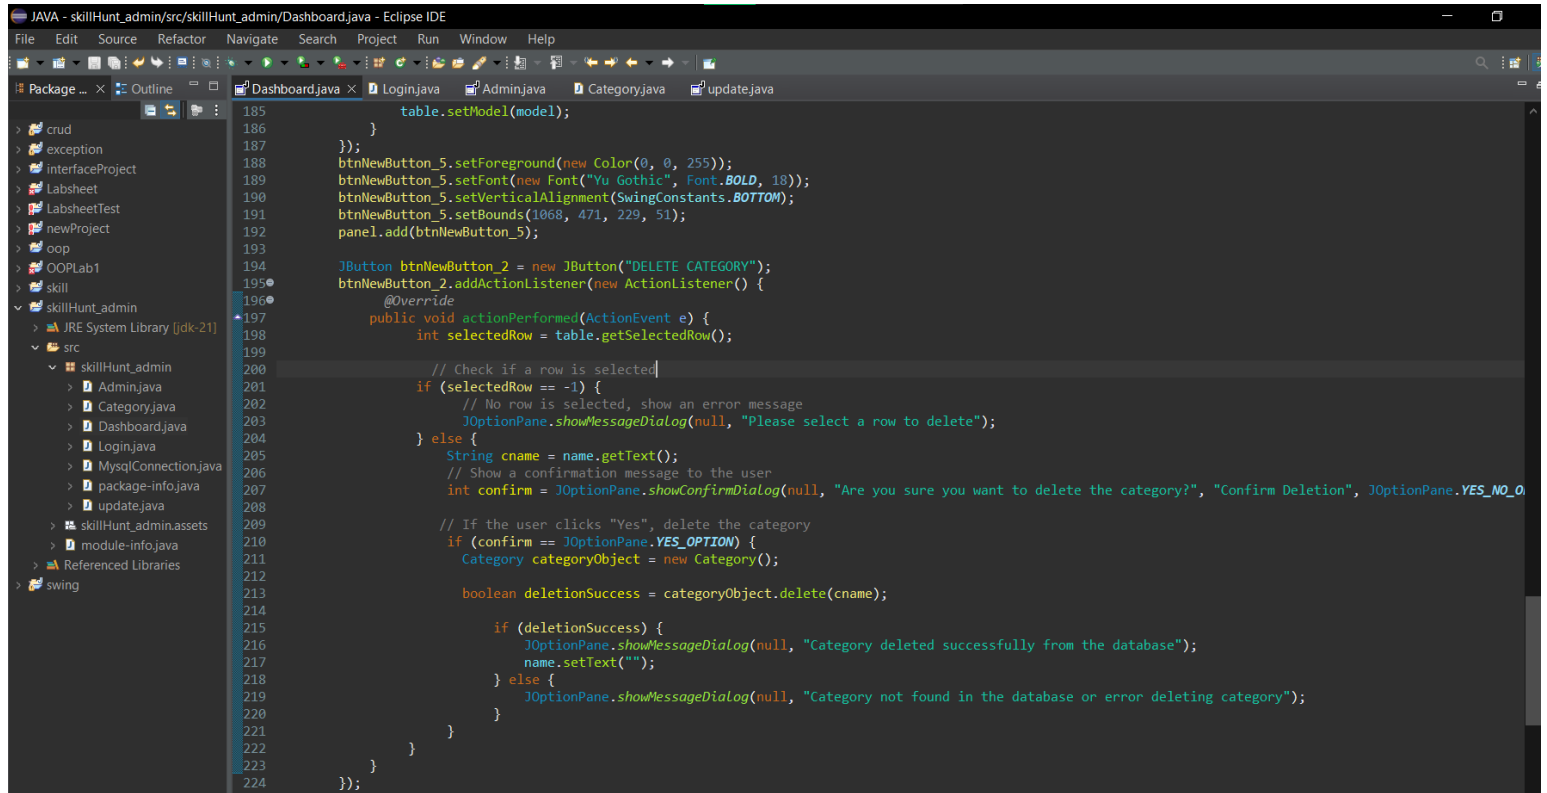 JAVA - skillHunt_admin/src/skillHunt_admin/Dashboard.java - Eclipse IDE
File Edit Source Refactor Navigate Search Project Run Window Help
Package ... Outline
Dashboard.java Login.java Admin.java Category.java update.java
crud
exception
interfaceProject
Labsheet
LabsheetTest
newProject
oop
OOPLab1
skill
skillHunt_admin
JRE System Library [jdk-21]
src
skillHunt_admin
Admin.java
Category.java
Dashboard.java
Login.java
MysqlConnection.java
package-info.java
update.java
skillHunt_admin.assets
module-info.java
Referenced Libraries
swing
185 table.setModel(model);
186 }
187 });
188 btnNewButton_5.setForeground(new Color(0, 0, 255));
189 btnNewButton_5.setFont(new Font("Yu Gothic", Font.BOLD, 18));
190 btnNewButton_5.setVerticalAlignment(SwingConstants.BOTTOM);
191 btnNewButton_5.setBounds(1068, 471, 229, 51);
192 panel.add(btnNewButton_5);
193
194 JButton btnNewButton_2 = new JButton("DELETE CATEGORY");
195 btnNewButton_2.addActionListener(new ActionListener() {
196 @Override
197 public void actionPerformed(ActionEvent e) {
198 int selectedRow = table.getSelectedRow();
199
200 // Check if a row is selected
201 if (selectedRow == -1) {
202 // No row is selected, show an error message
203 JOptionPane.showMessageDialog(null, "Please select a row to delete");
204 } else {
205 String cname = name.getText();
206 // Show a confirmation message to the user
207 int confirm = JOptionPane.showConfirmDialog(null, "Are you sure you want to delete the category?", "Confirm Deletion", JOptionPane.YES_NO_O
208
209 // If the user clicks "Yes", delete the category
210 if (confirm == JOptionPane.YES_OPTION) {
211 Category categoryObject = new Category();
212
213 boolean deletionSuccess = categoryObject.delete(cname);
214
215 if (deletionSuccess) {
216 JOptionPane.showMessageDialog(null, "Category deleted successfully from the database");
217 name.setText("");
218 } else {
219 JOptionPane.showMessageDialog(null, "Category not found in the database or error deleting category");
220 }
221 }
222 }
223 }
224 });